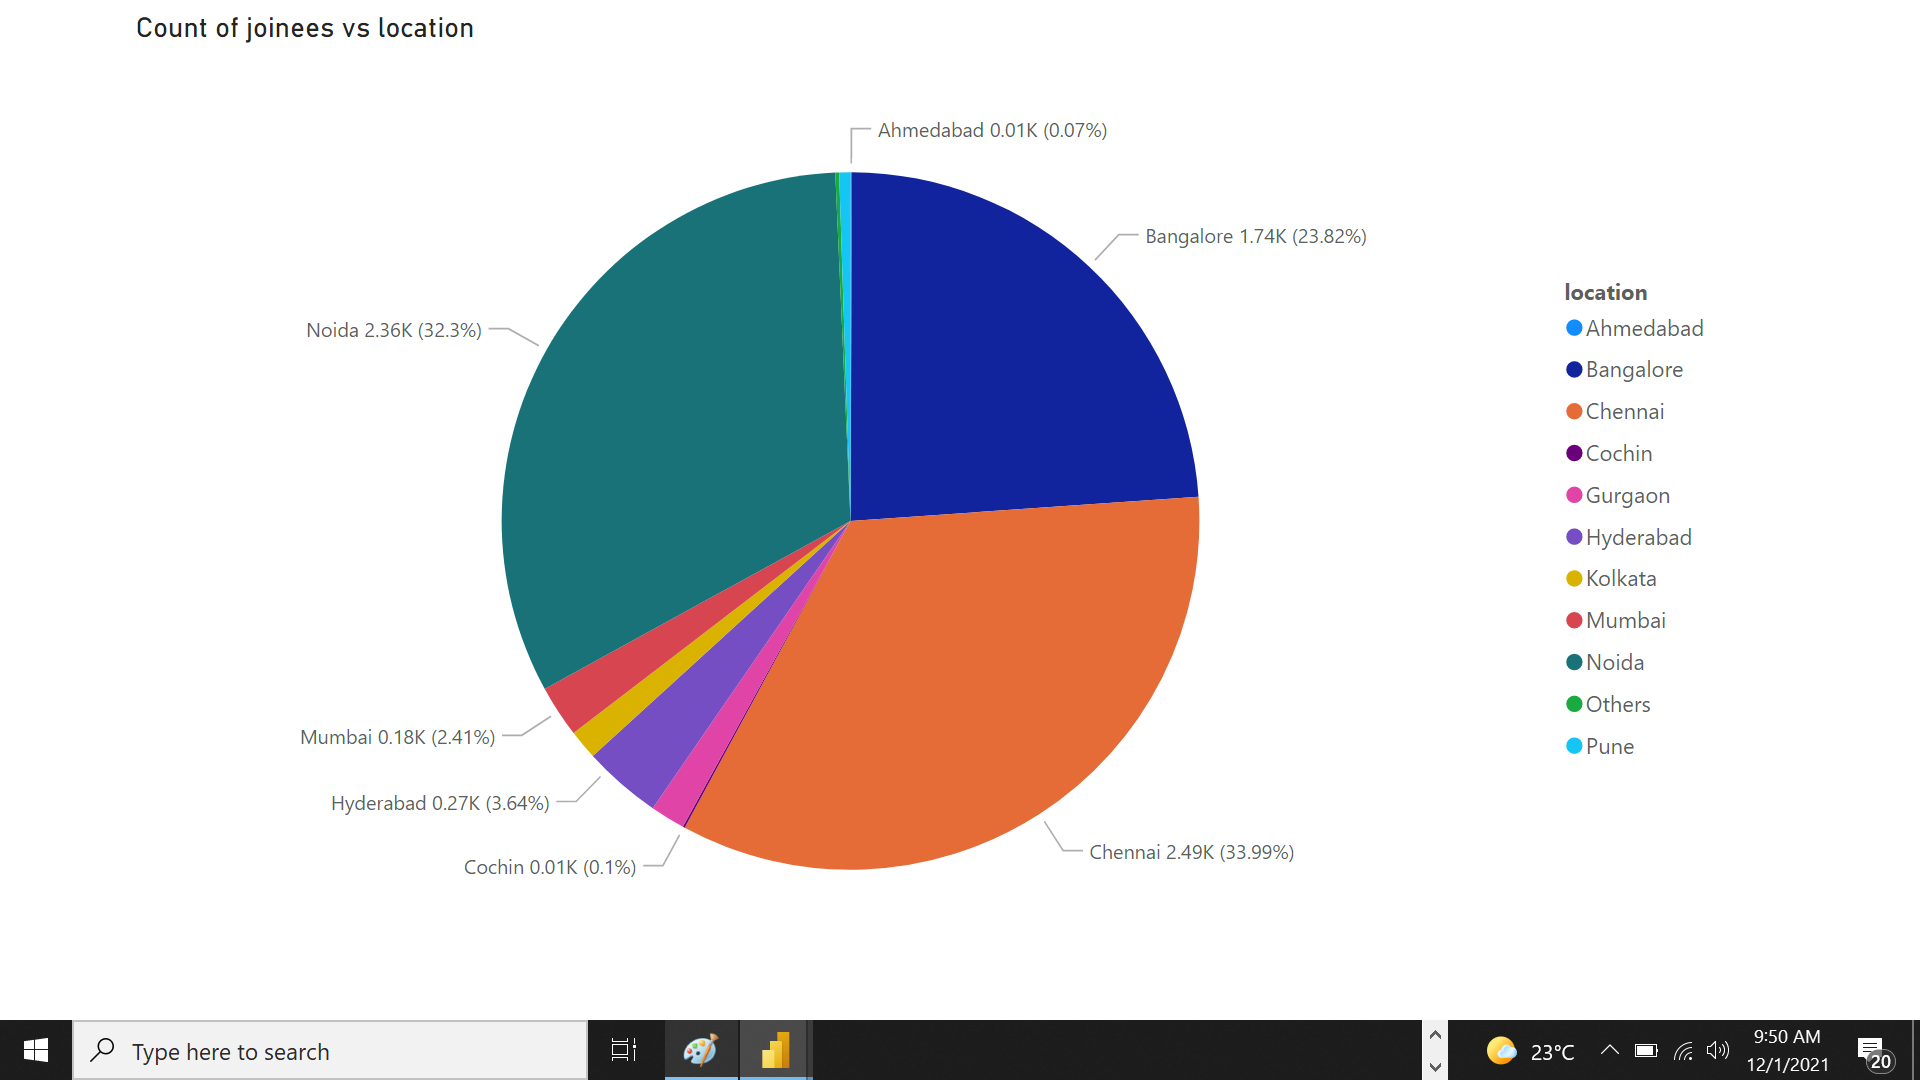 Count of joinees vs location
Ahmedabad 0.01K (0.07%)
Bangalore 1.74K (23.82%)
Noida 2.36K (32.3%)
Mumbai 0.18K (2.41%)
Hyderabad 0.27K (3.64%)
Cochin 0.01K (0.1%)
Chennai 2.49K (33.99%)
location
Ahmedabad
Bangalore
Chennai
Cochin
Gurgaon
Hyderabad
Kolkata
Mumbai
Noida
Others
Pune
Type here to search
23°C
9:50 AM
12/1/2021
20